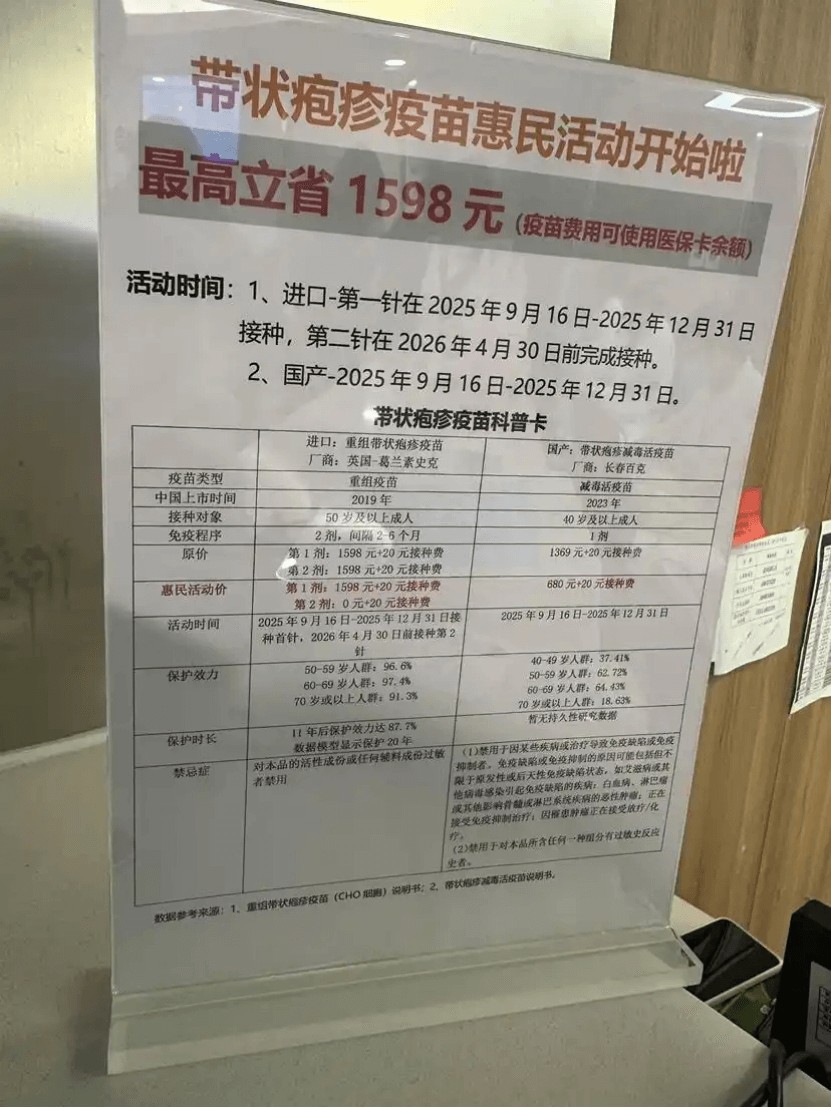 带状疱疹疫苗惠民活动开始啦
最高立省 1598 元（疫苗费用可使用医保卡余额）
活动时间：1、进口-第一针在 2025 年 9 月 16 日-2025 年 12 月 31 日
接种，第二针在 2026 年 4 月 30 日前完成接种。
2、国产-2025 年 9 月 16 日-2025 年 12 月 31 日。
带状疱疹疫苗科普卡
进口：重组带状疱疹疫苗
厂商：英国-葛兰素史克
国产：带状疱疹减毒活疫苗
厂商：长春百克
疫苗类型
重组疫苗
减毒活疫苗
中国上市时间
2019 年
2023 年
接种对象
50 岁及以上成人
40 岁及以上成人
免疫程序
2 剂，间隔 2-6 个月
1 剂
原价
第 1 剂：1598 元+20 元接种费
第 2 剂：1598 元+20 元接种费
1369 元+20 元接种费
惠民活动价
第 1 剂：1598 元+20 元接种费
第 2 剂：0 元+20 元接种费
680 元+20 元接种费
活动时间
2025 年 9 月 16 日-2025 年 12 月 31 日接
种首针，2026 年 4 月 30 日前接种第 2
针
2025 年 9 月 16 日-2025 年 12 月 31 日
保护效力
50-59 岁人群：96.6%
60-69 岁人群：97.4%
70 岁或以上人群：91.3%
40-49 岁人群：37.41%
50-59 岁人群：62.72%
60-69 岁人群：64.43%
70 岁或以上人群：18.63%
保护时长
11 年后保护效力达 87.7%
数据模型显示保护 20 年
暂无持久性研究数据
禁忌症
对本品的活性成份或任何辅料成份过敏
者禁用
（1）禁用于因某些疾病或治疗导致免疫缺陷或免疫
抑制者。免疫缺陷或免疫抑制的原因可能包括但不
限于原发性或后天性免疫缺陷状态，如艾滋病或其
他病毒感染引起免疫缺陷的疾病；白血病、淋巴瘤
或其他影响骨髓或淋巴系统疾病的恶性肿瘤；正在
接受免疫抑制治疗；因罹患肿瘤正在接受放疗/化
疗。
（2）禁用于对本品所含任何一种组分有过敏史反应
史者。
数据参考来源：1、重组带状疱疹疫苗（CHO 细胞）说明书；2、带状疱疹减毒活疫苗说明书。